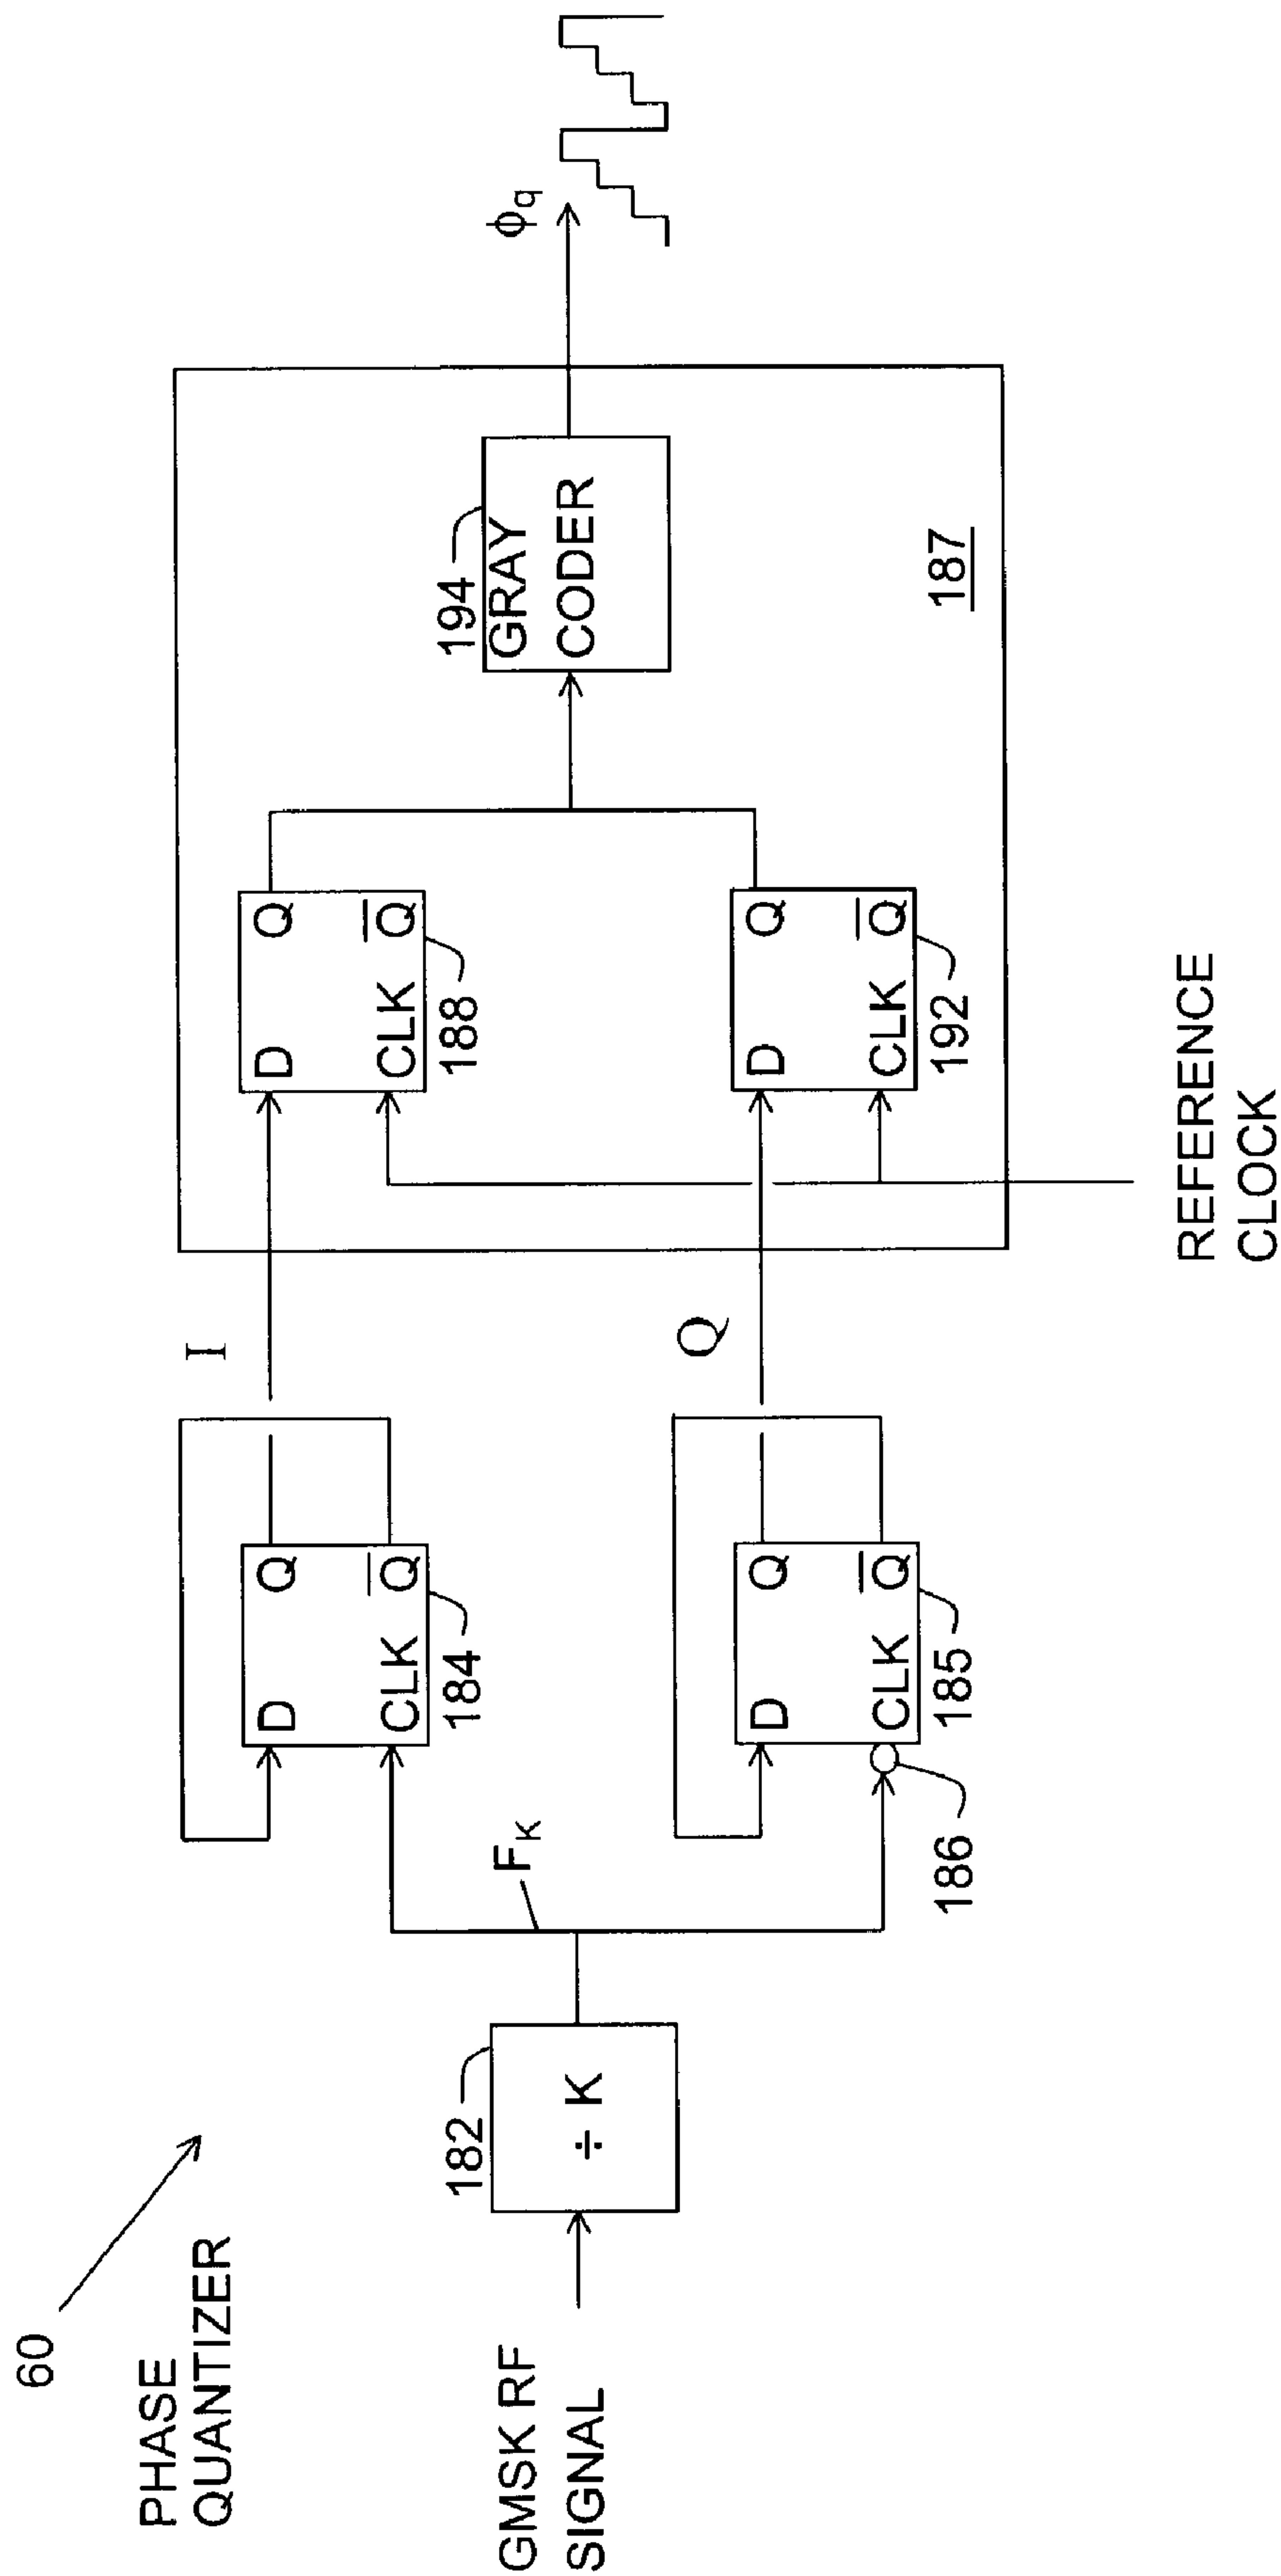 60
PHASE
QUANTIZER
GMSK RF
SIGNAL
182
÷ K
F_K
D Q
CLK Q̅
184
D Q
CLK Q̅
185
186
I
Q
D Q
CLK Q̅
188
D Q
CLK Q̅
192
REFERENCE
CLOCK
194
GRAY
CODER
187
ϕ_q